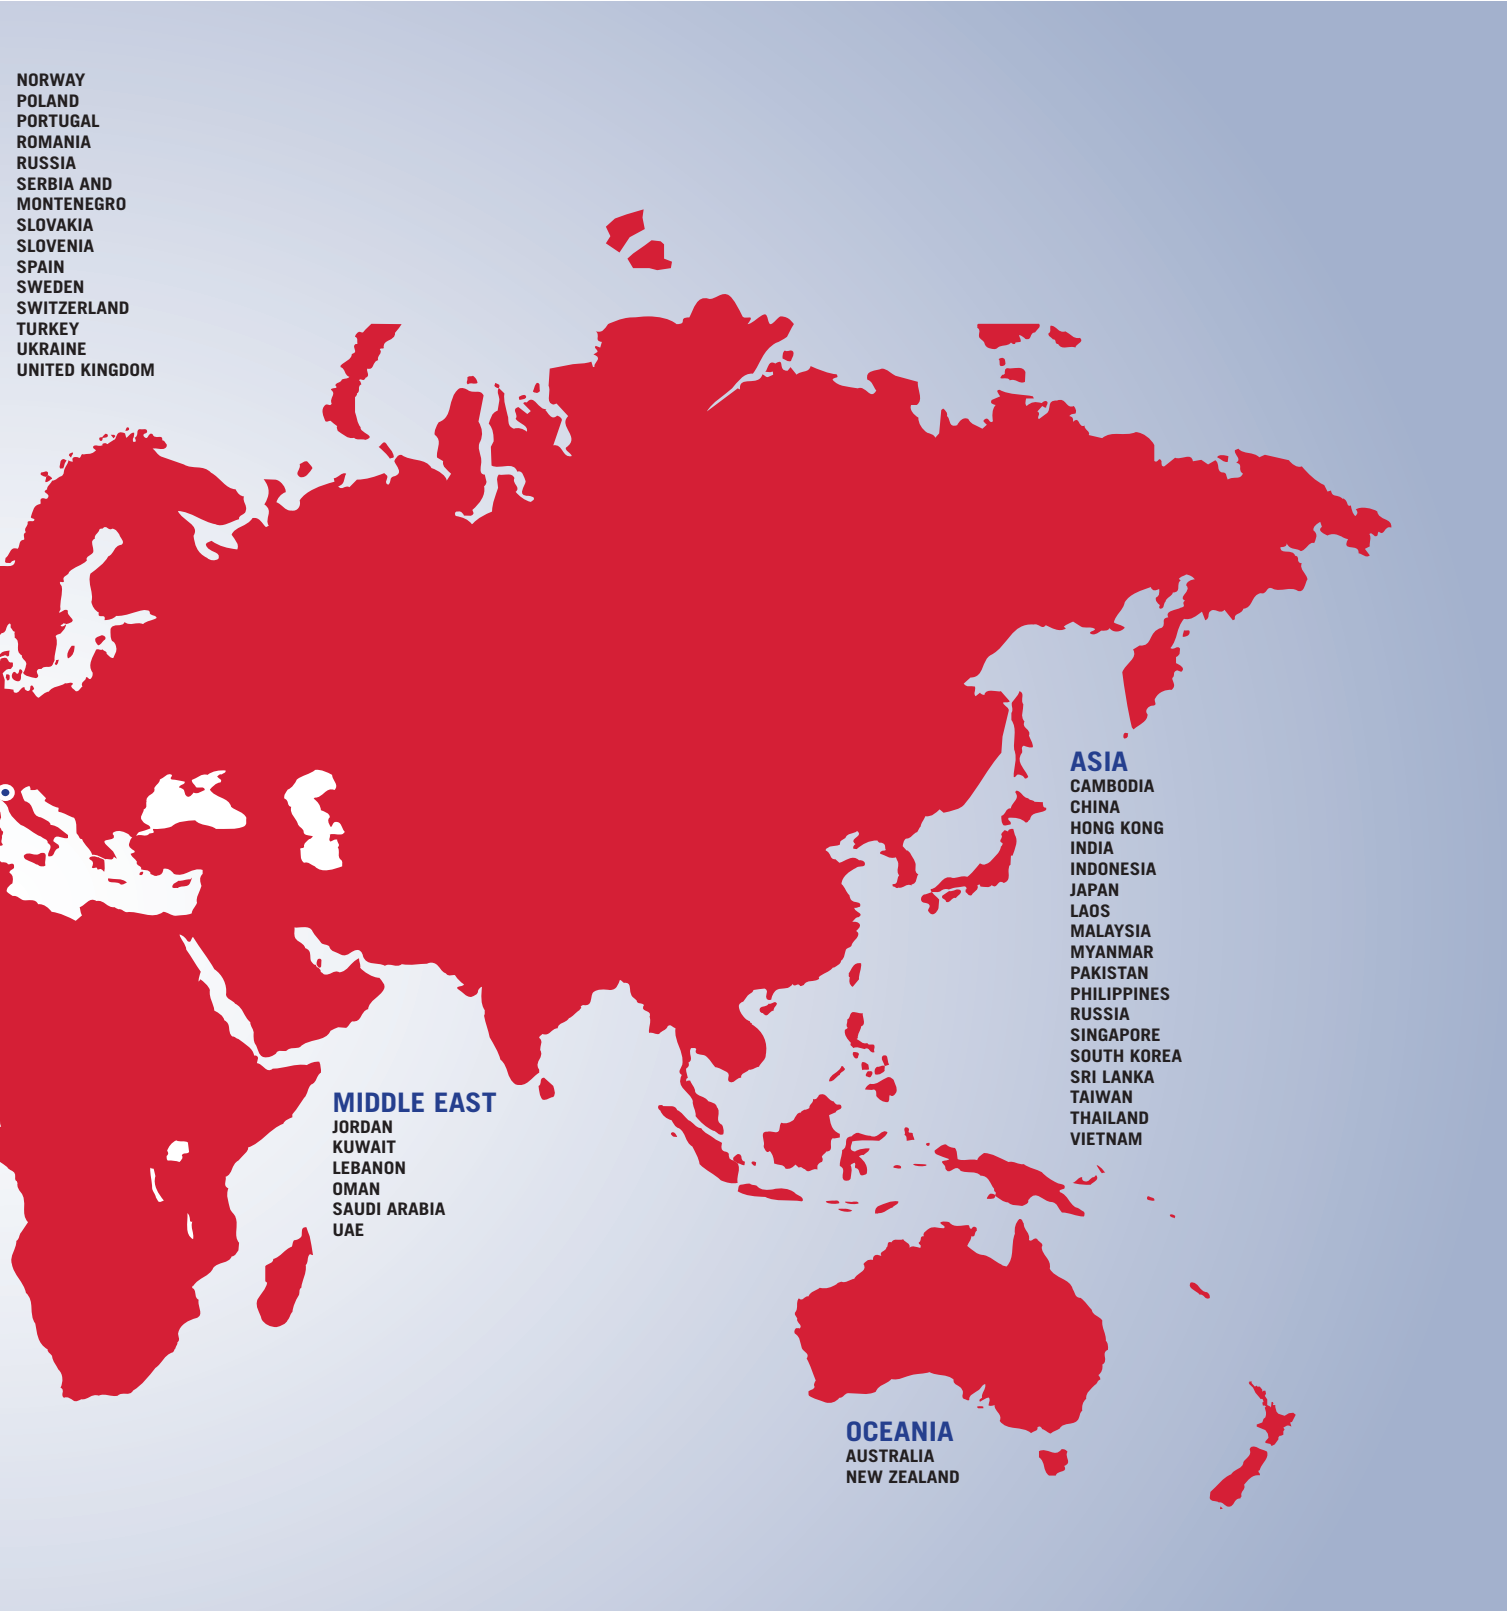 NORWAY
POLAND
PORTUGAL
ROMANIA
RUSSIA
SERBIA AND
MONTENEGRO
SLOVAKIA
SLOVENIA
SPAIN
SWEDEN
SWITZERLAND
TURKEY
UKRAINE
UNITED KINGDOM
ASIA
CAMBODIA
CHINA
HONG KONG
INDIA
INDONESIA
JAPAN
LAOS
MALAYSIA
MYANMAR
PAKISTAN
PHILIPPINES
RUSSIA
SINGAPORE
SOUTH KOREA
SRI LANKA
TAIWAN
THAILAND
VIETNAM
MIDDLE EAST
JORDAN
KUWAIT
LEBANON
OMAN
SAUDI ARABIA
UAE
OCEANIA
AUSTRALIA
NEW ZEALAND